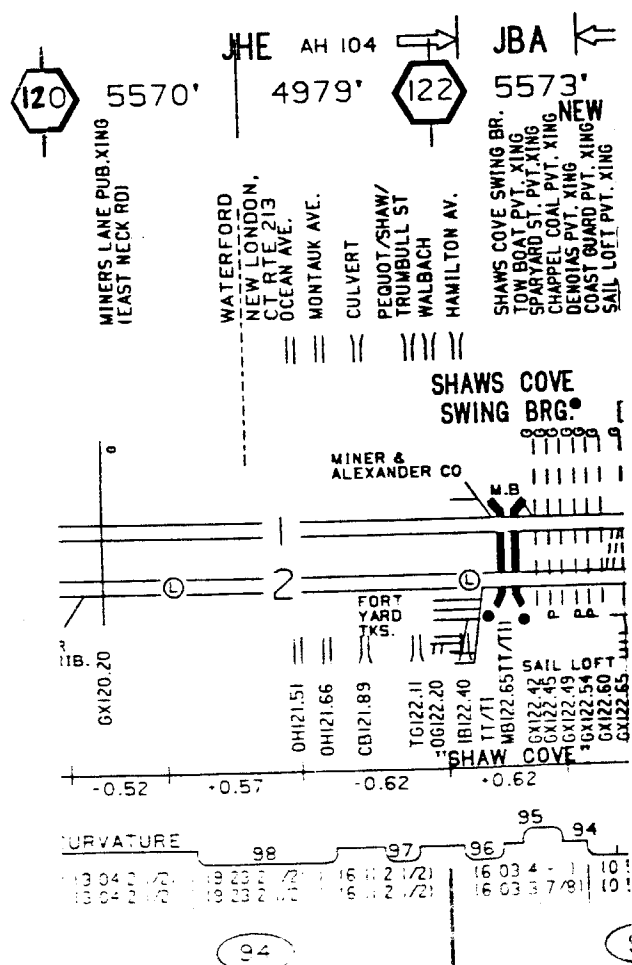 JHE AH 104 JBA
120 5570' 4979' 122 5573'
NEW
MINERS LANE PUB.XING
(EAST NECK RD)
WATERFORD
NEW LONDON,
CT RTE 213
OCEAN AVE.
MONTAUK AVE.
CULVERT
PEQUOT/SHAW/
TRUMBULL ST
WALBACH
HAMILTON AV.
SHAWS COVE SWING BR.
TOW BOAT PVT. XING
SPARYARD ST. PVT.XING
CHAPPEL COAL PVT. XING
DENOIAS PVT. XING
COAST GUARD PVT. XING
SAIL LOFT PVT. XING
SHAWS COVE
SWING BRG.
G
G G G G G G G
MINER &
ALEXANDER CO
M.B
1
2
L
L
FORT
YARD
TKS.
P P P
R
IB.
SAIL LOFT
GX120.20
OH121.51
OH121.66
CB121.89
TG122.11
OG122.20
IB122.40
TT/T1
MB122.65TT/T11
GX122.42
GX122.45
GX122.49
GX122.54
GX122.60
GX122.65
"SHAW COVE"
-0.52 +0.57 -0.62 +0.62
CURVATURE 98 97 96 95 94
94